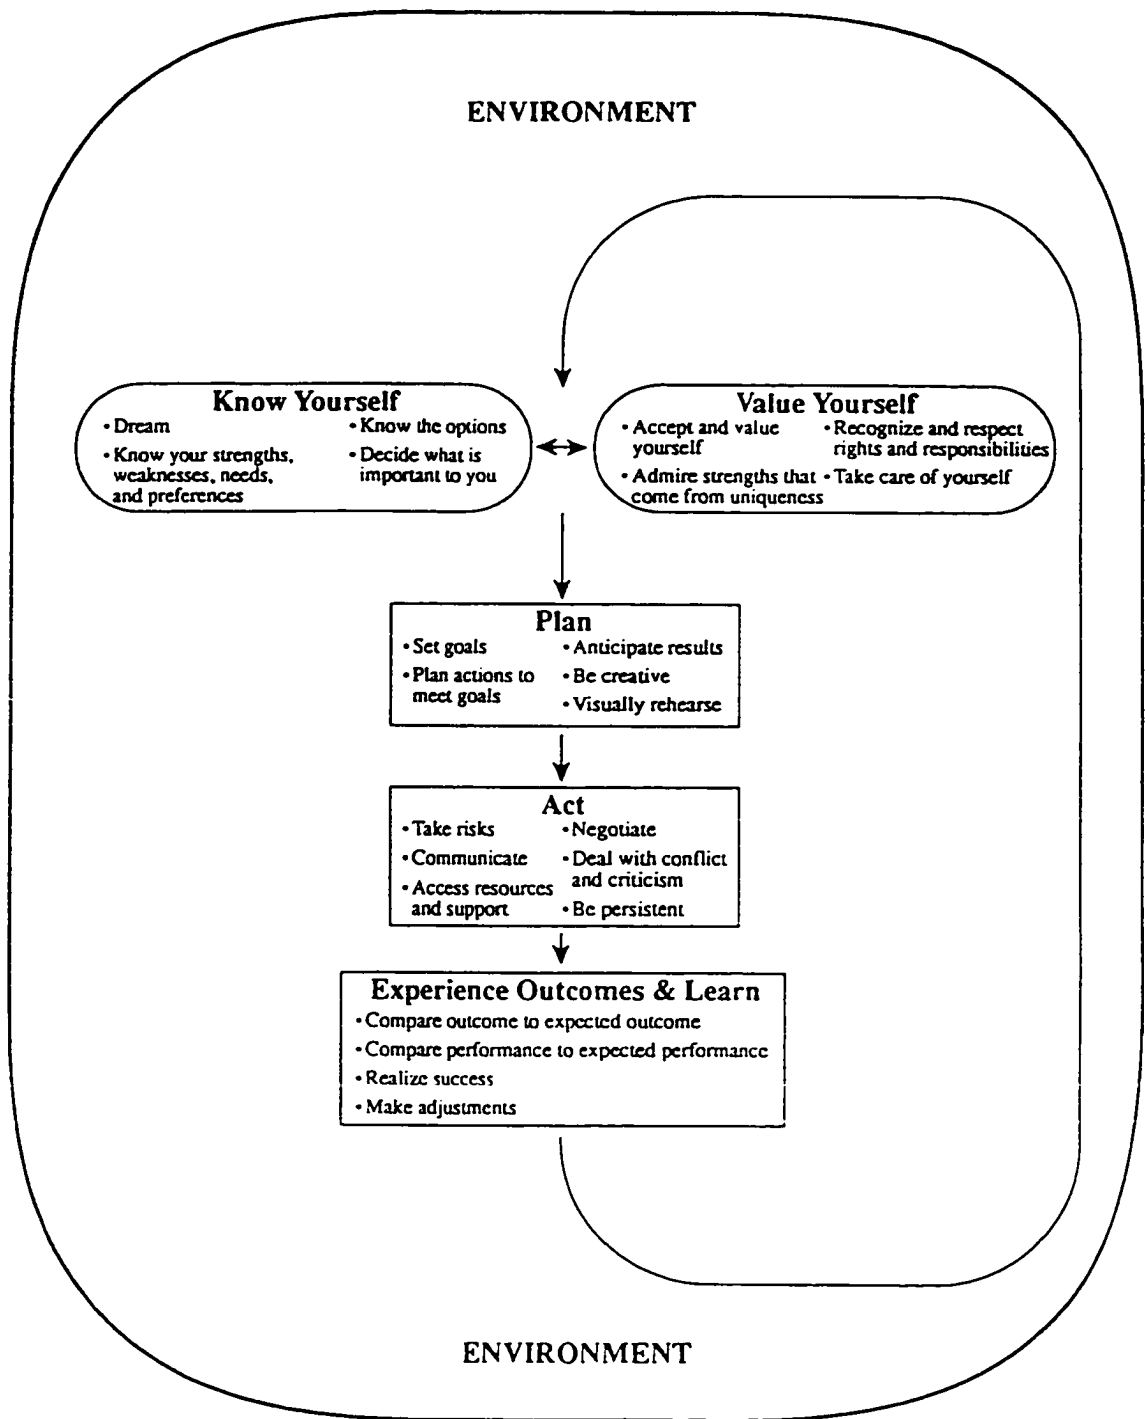 ENVIRONMENT
Know Yourself
• Dream
• Know your strengths,
weaknesses, needs,
and preferences
• Know the options
• Decide what is
important to you
Value Yourself
• Accept and value
yourself
• Admire strengths that
come from uniqueness
• Recognize and respect
rights and responsibilities
• Take care of yourself
Plan
• Set goals
• Plan actions to
meet goals
• Anticipate results
• Be creative
• Visually rehearse
Act
• Take risks
• Communicate
• Access resources
and support
• Negotiate
• Deal with conflict
and criticism
• Be persistent
Experience Outcomes & Learn
• Compare outcome to expected outcome
• Compare performance to expected performance
• Realize success
• Make adjustments
ENVIRONMENT